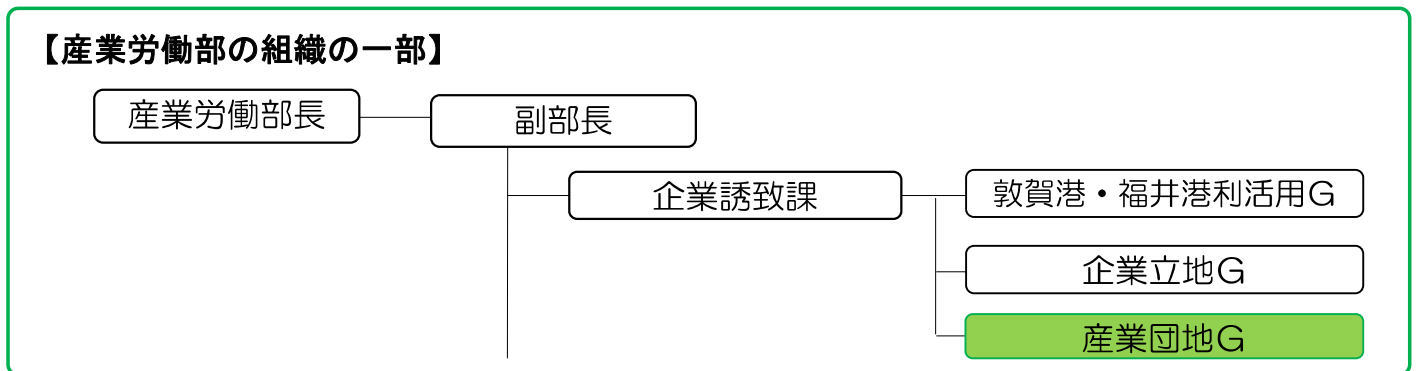 【産業労働部の組織の一部】
産業労働部長
副部長
企業誘致課
敦賀港・福井港利活用Ｇ
企業立地Ｇ
産業団地Ｇ